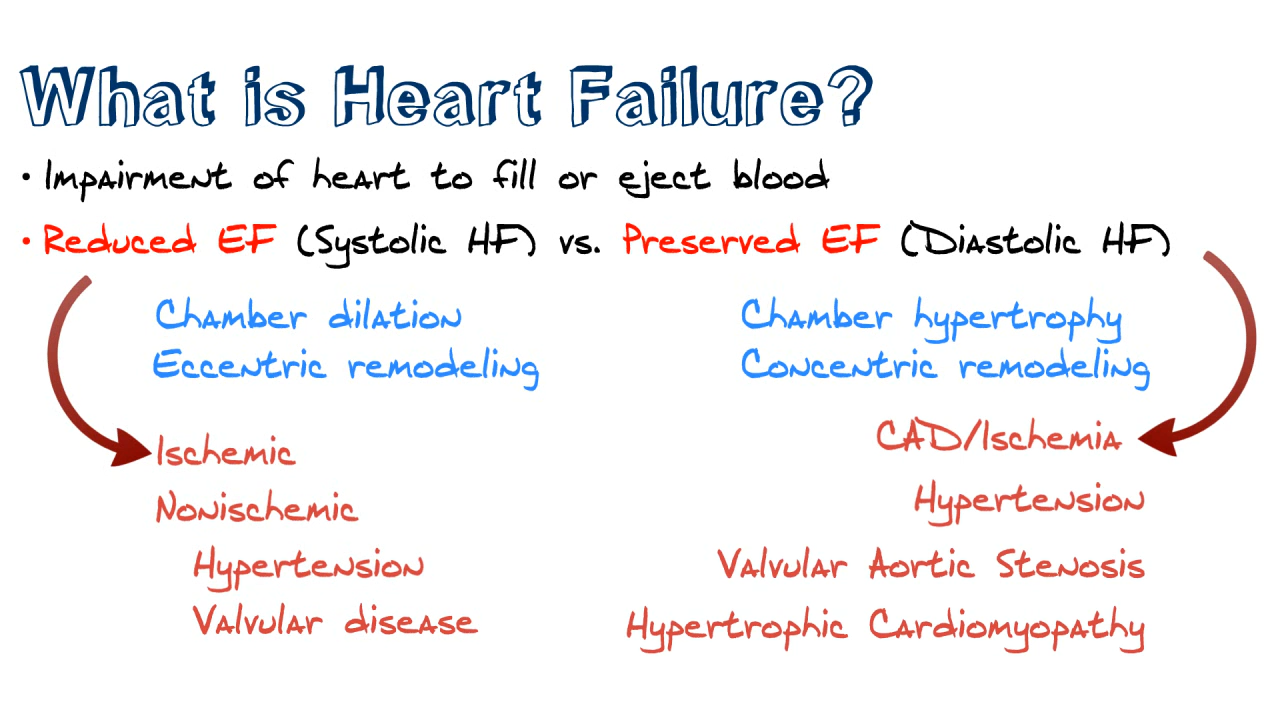 What is Heart Failure?
• Impairment of heart to fill or eject blood
• Reduced EF (Systolic HF) vs. Preserved EF (Diastolic HF)
Chamber dilation
Eccentric remodeling
Ischemic
Nonischemic
Hypertension
Valvular disease
Chamber hypertrophy
Concentric remodeling
CAD/Ischemia
Hypertension
Valvular Aortic Stenosis
Hypertrophic Cardiomyopathy